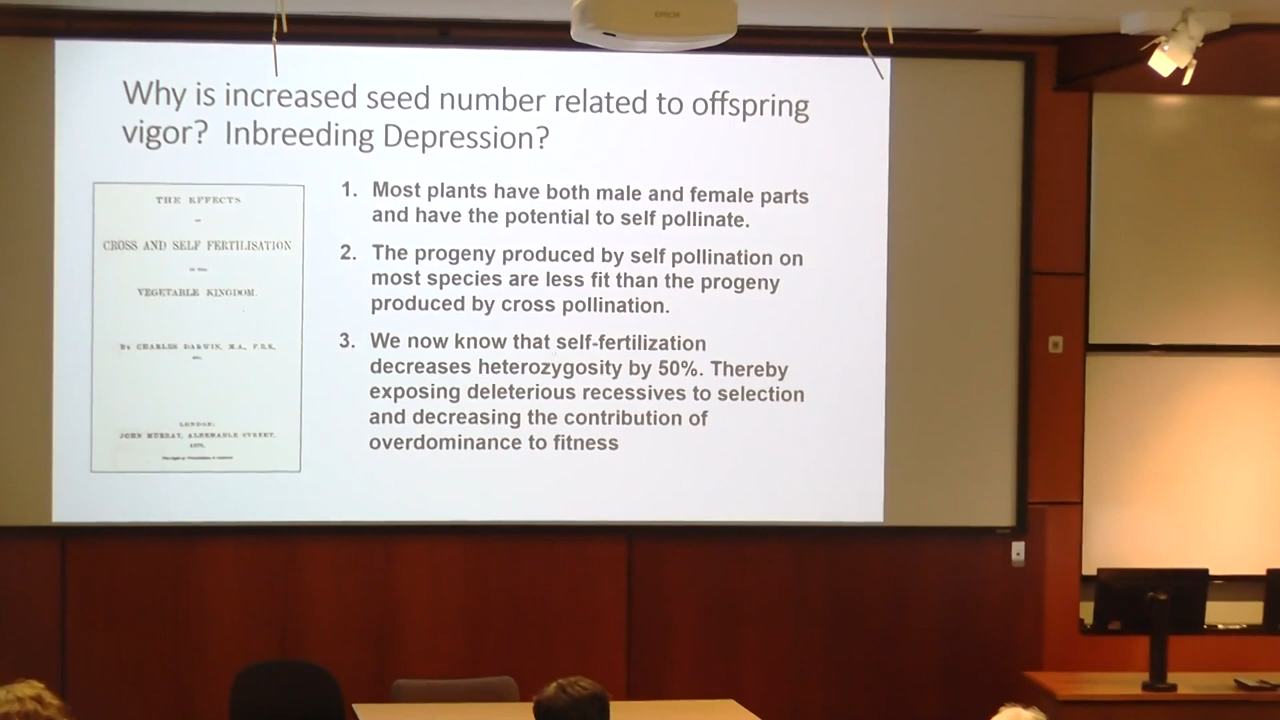 EPSON
Why is increased seed number related to offspring
vigor? Inbreeding Depression?
THE EFFECTS
CROSS AND SELF FERTILISATION
VEGETABLE KINGDOM.
By CHARLES DARWIN, M.A., F.R.S.,
LONDON:
JOHN MURRAY, ALBEMARLE STREET.
1. Most plants have both male and female parts
and have the potential to self pollinate.
2. The progeny produced by self pollination on
most species are less fit than the progeny
produced by cross pollination.
3. We now know that self-fertilization
decreases heterozygosity by 50%. Thereby
exposing deleterious recessives to selection
and decreasing the contribution of
overdominance to fitness